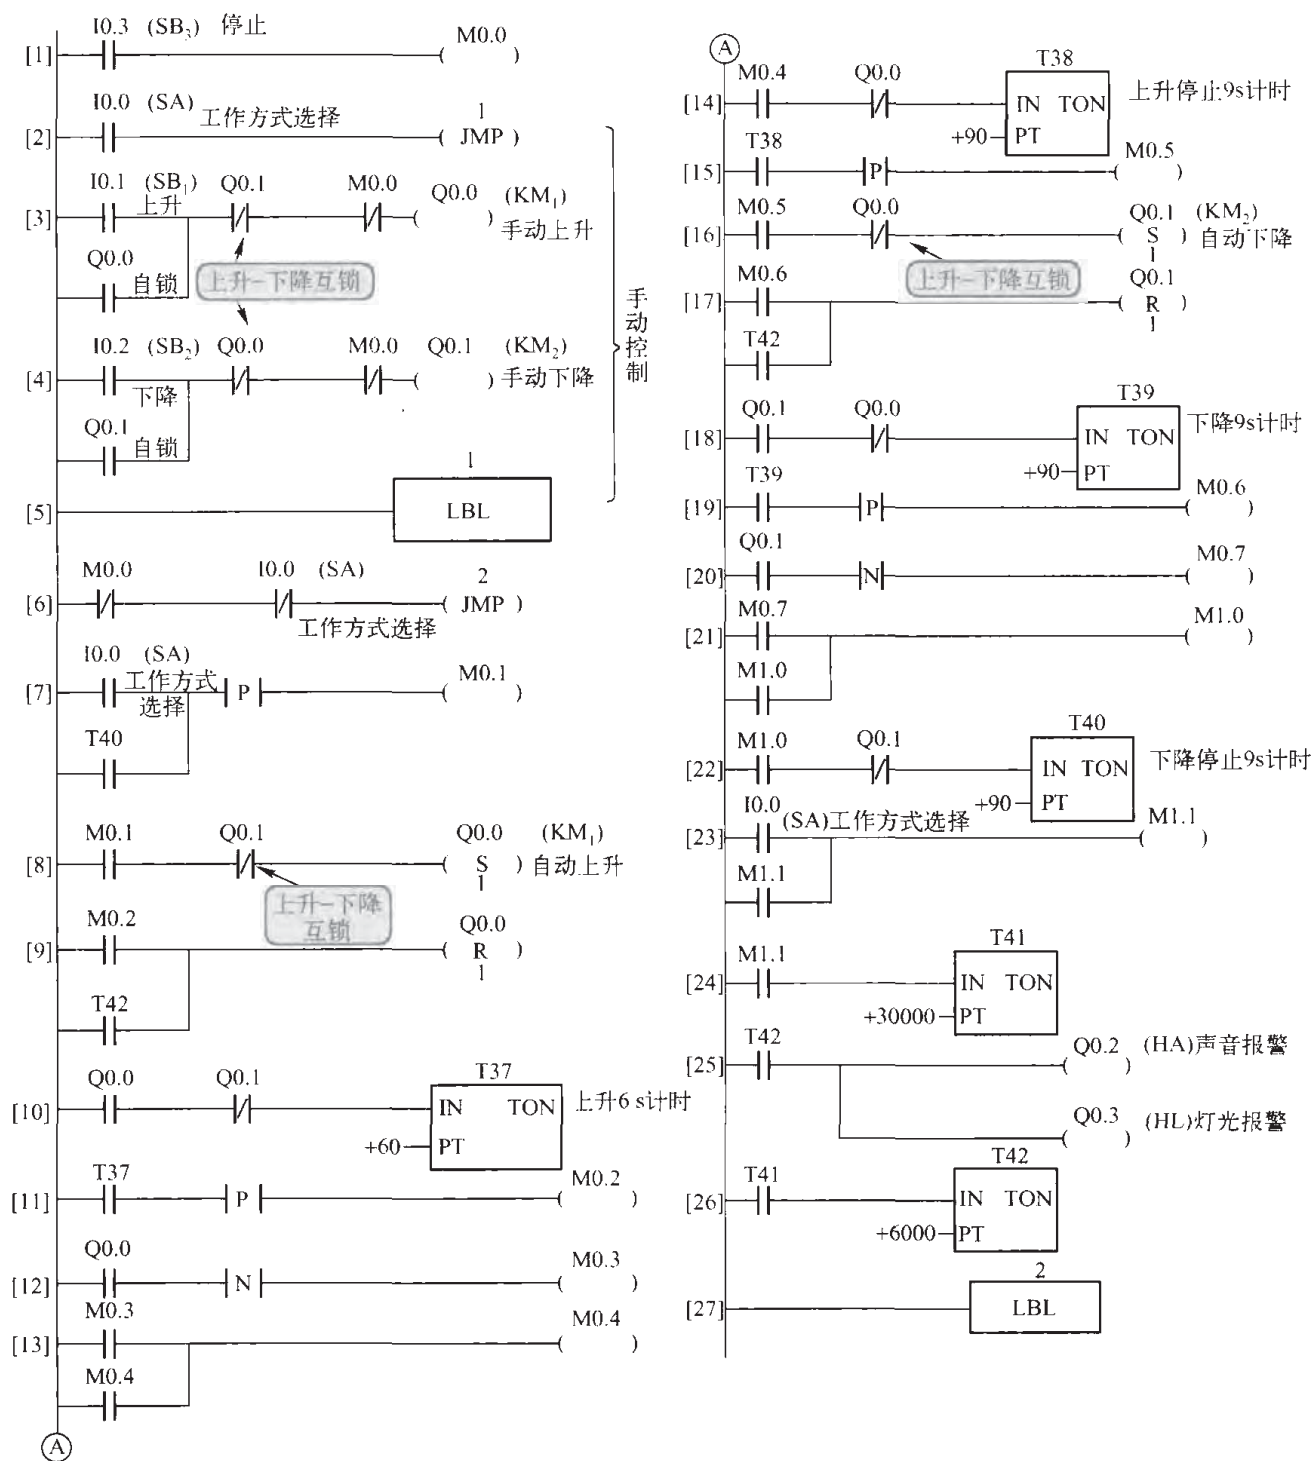 I0.3 (SB3) 停止
M0.0
[1]
( )
I0.0 (SA)
工作方式选择
1
[2]
( JMP )
I0.1 (SB1)
上升
Q0.1
M0.0
Q0.0 (KM1)
[3]
( )
手动上升
Q0.0
自锁
上升-下降互锁
I0.2 (SB2)
Q0.0
M0.0
Q0.1 (KM2)
[4]
( ) 手动下降
下降
Q0.1
自锁
手动控制
1
[5]
LBL
M0.0
I0.0 (SA)
2
[6]
( JMP )
工作方式选择
I0.0 (SA)
工作方式
选择
M0.1
[7]
P
( )
T40
M0.1
Q0.1
Q0.0 (KM1)
[8]
( S ) 自动上升
1
上升-下降
互锁
M0.2
Q0.0
[9]
( R )
1
T42
Q0.0
Q0.1
T37
[10]
IN TON
上升6 s计时
+60
PT
T37
M0.2
[11]
P
( )
Q0.0
M0.3
[12]
N
( )
M0.3
M0.4
[13]
( )
M0.4
A
A
M0.4
Q0.0
T38
[14]
IN TON
上升停止9s计时
+90
PT
T38
M0.5
[15]
P
( )
M0.5
Q0.0
Q0.1 (KM2)
[16]
( S ) 自动下降
1
上升-下降互锁
M0.6
Q0.1
[17]
( R )
1
T42
Q0.1
Q0.0
T39
[18]
IN TON
下降9s计时
+90
PT
T39
M0.6
[19]
P
( )
Q0.1
M0.7
[20]
N
( )
M0.7
M1.0
[21]
( )
M1.0
M1.0
Q0.1
T40
[22]
IN TON
下降停止9s计时
+90
PT
I0.0
(SA)工作方式选择
M1.1
[23]
( )
M1.1
M1.1
T41
[24]
IN TON
+30000
PT
T42
Q0.2 (HA)声音报警
[25]
( )
Q0.3 (HL)灯光报警
( )
T41
T42
[26]
IN TON
+6000
PT
2
[27]
LBL